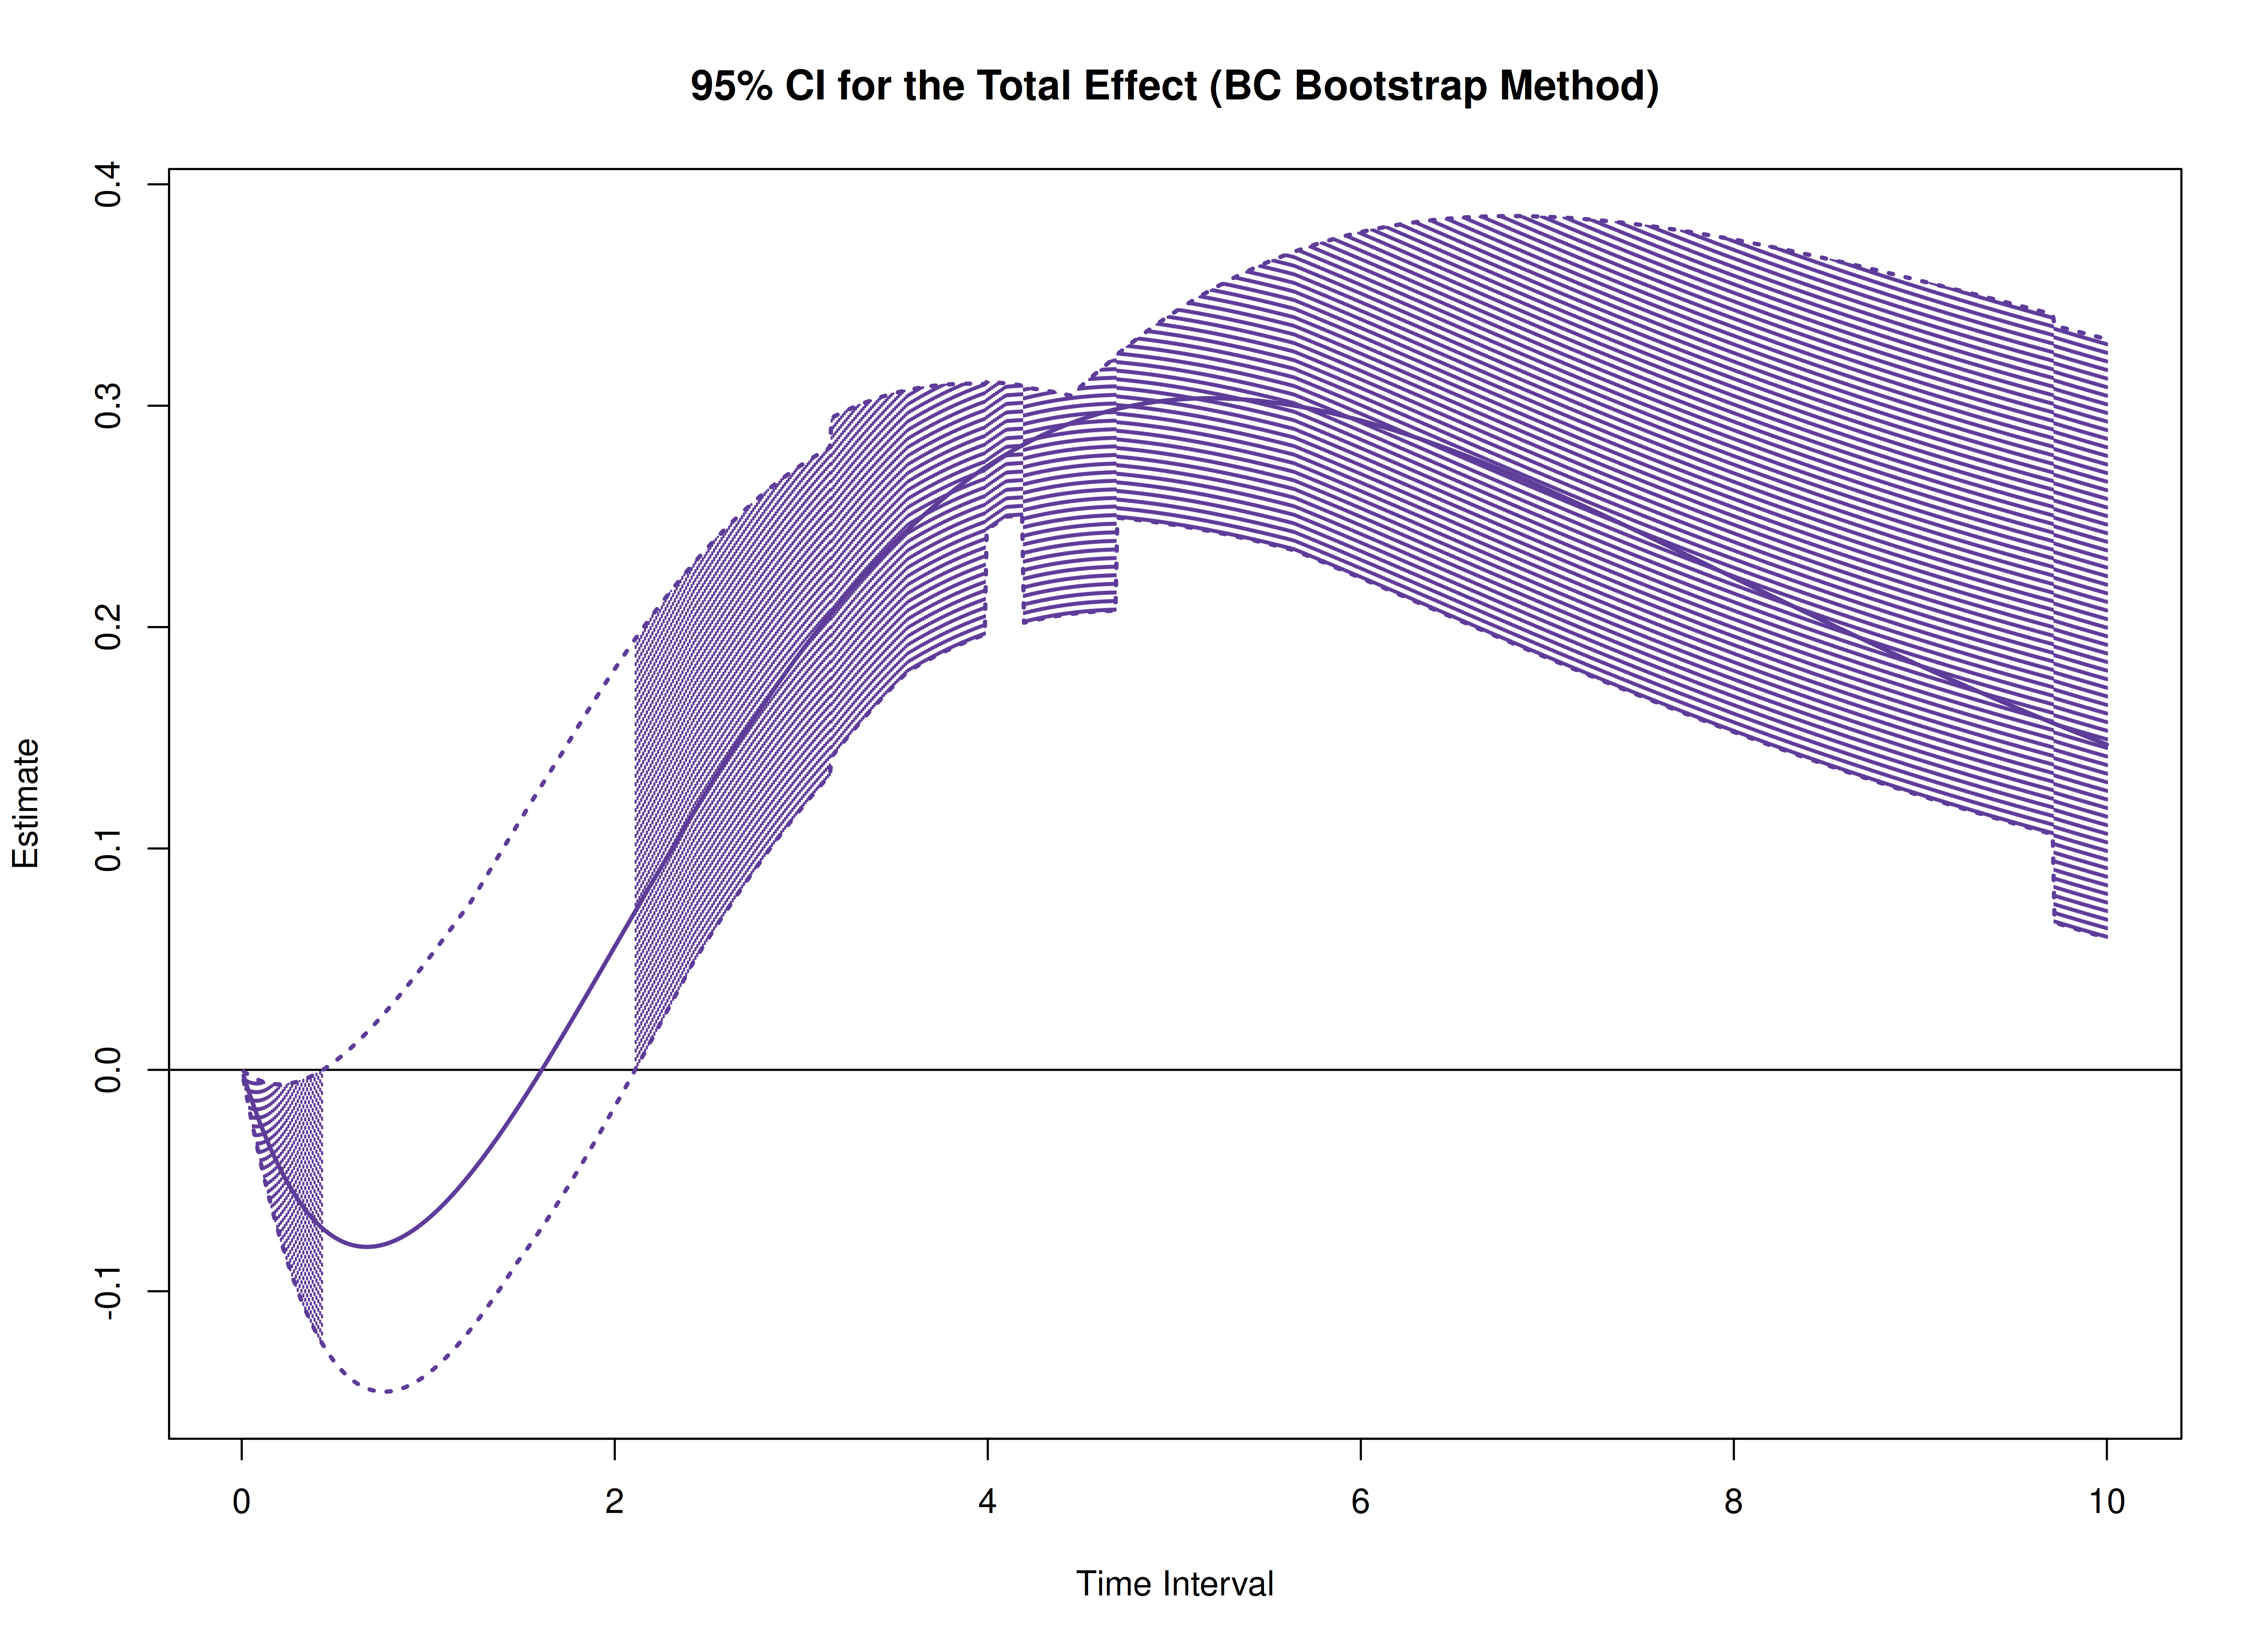 95% CI for the Total Effect (BC Bootstrap Method)
0.4
0.3
0.2
0.1
0.0
-0.1
Estimate
0 2 4 6 8 10
Time Interval